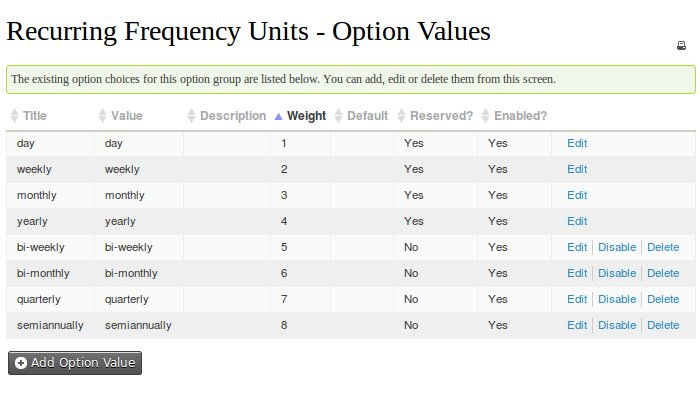 Recurring Frequency Units - Option Values
The existing option choices for this option group are listed below. You can add, edit or delete them from this screen.
Title Value Description Weight Default Reserved? Enabled?
day day 1 Yes Yes Edit
weekly weekly 2 Yes Yes Edit
monthly monthly 3 Yes Yes Edit
yearly yearly 4 Yes Yes Edit
bi-weekly bi-weekly 5 No Yes Edit Disable Delete
bi-monthly bi-monthly 6 No Yes Edit Disable Delete
quarterly quarterly 7 No Yes Edit Disable Delete
semiannually semiannually 8 No Yes Edit Disable Delete
Add Option Value